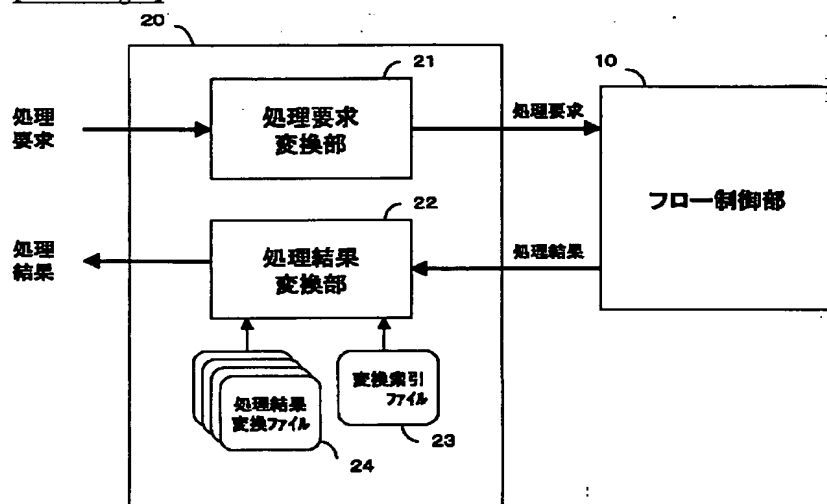 20
21
10
処理
要求
処理要求
変換部
処理要求
22
フロー制御部
処理
結果
処理結果
変換部
処理結果
処理結果
変換ファイル
変換索引
ファイル
24
23